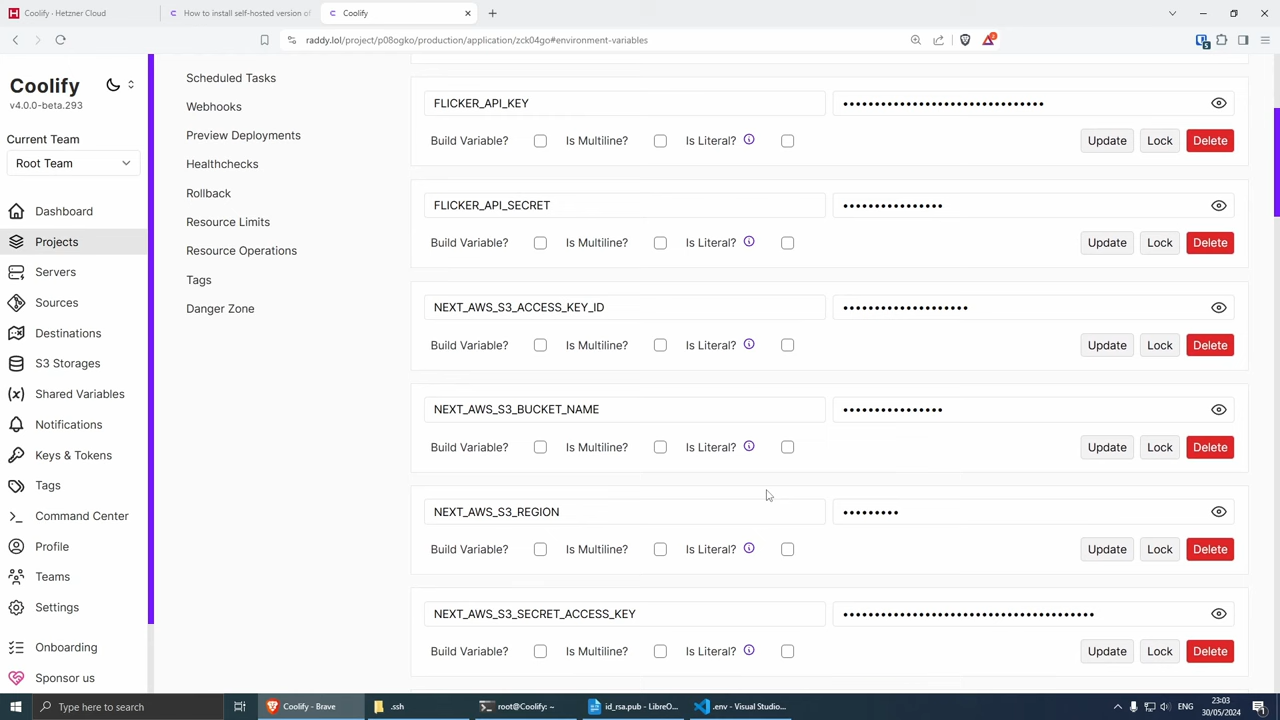 Coolify · Hetzner Cloud
How to install self-hosted version of
Coolify
raddy.lol/project/p08ogko/production/application/zck04go#environment-variables
Coolify
v4.0.0-beta.293
Current Team
Root Team
Dashboard
Projects
Servers
Sources
Destinations
S3 Storages
Shared Variables
Notifications
Keys & Tokens
Tags
Command Center
Profile
Teams
Settings
Onboarding
Sponsor us
Scheduled Tasks
Webhooks
Preview Deployments
Healthchecks
Rollback
Resource Limits
Resource Operations
Tags
Danger Zone
FLICKER_API_KEY
Build Variable? Is Multiline? Is Literal? Update Lock Delete
FLICKER_API_SECRET
Build Variable? Is Multiline? Is Literal? Update Lock Delete
NEXT_AWS_S3_ACCESS_KEY_ID
Build Variable? Is Multiline? Is Literal? Update Lock Delete
NEXT_AWS_S3_BUCKET_NAME
Build Variable? Is Multiline? Is Literal? Update Lock Delete
NEXT_AWS_S3_REGION
Build Variable? Is Multiline? Is Literal? Update Lock Delete
NEXT_AWS_S3_SECRET_ACCESS_KEY
Build Variable? Is Multiline? Is Literal? Update Lock Delete
Type here to search
Coolify - Brave
.ssh
root@Coolify: ~
id_rsa.pub - LibreO...
.env - Visual Studio...
ENG
23:03
30/05/2024